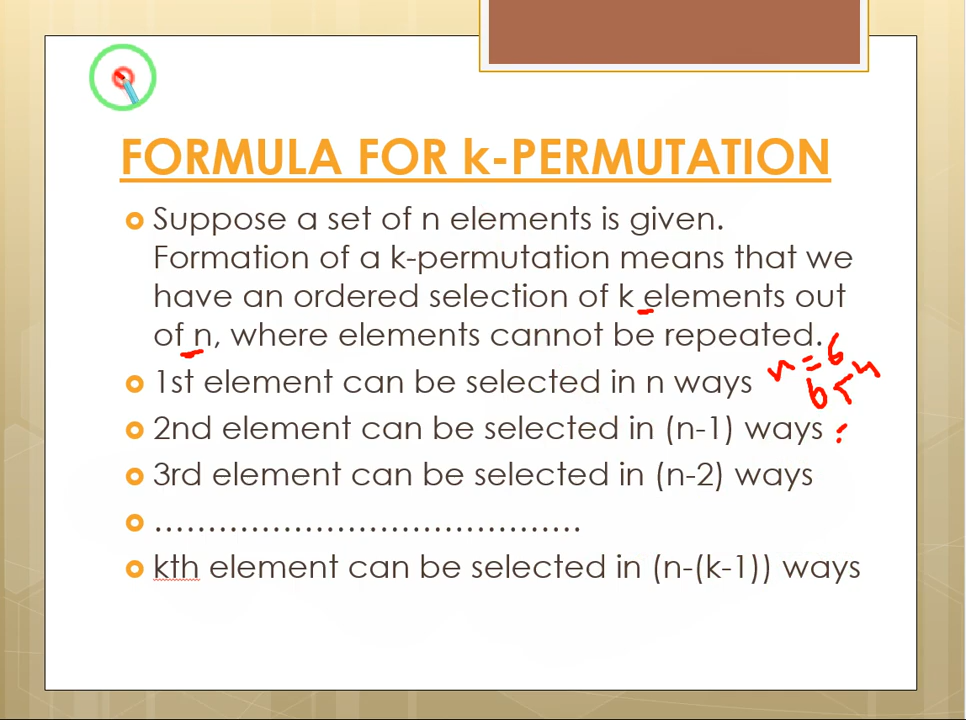 FORMULA FOR k-PERMUTATION
Suppose a set of n elements is given.
Formation of a k-permutation means that we
have an ordered selection of k elements out
of n, where elements cannot be repeated.
n = 6
1st element can be selected in n ways
2nd element can be selected in (n-1) ways
3rd element can be selected in (n-2) ways
…………………………………
kth element can be selected in (n-(k-1)) ways